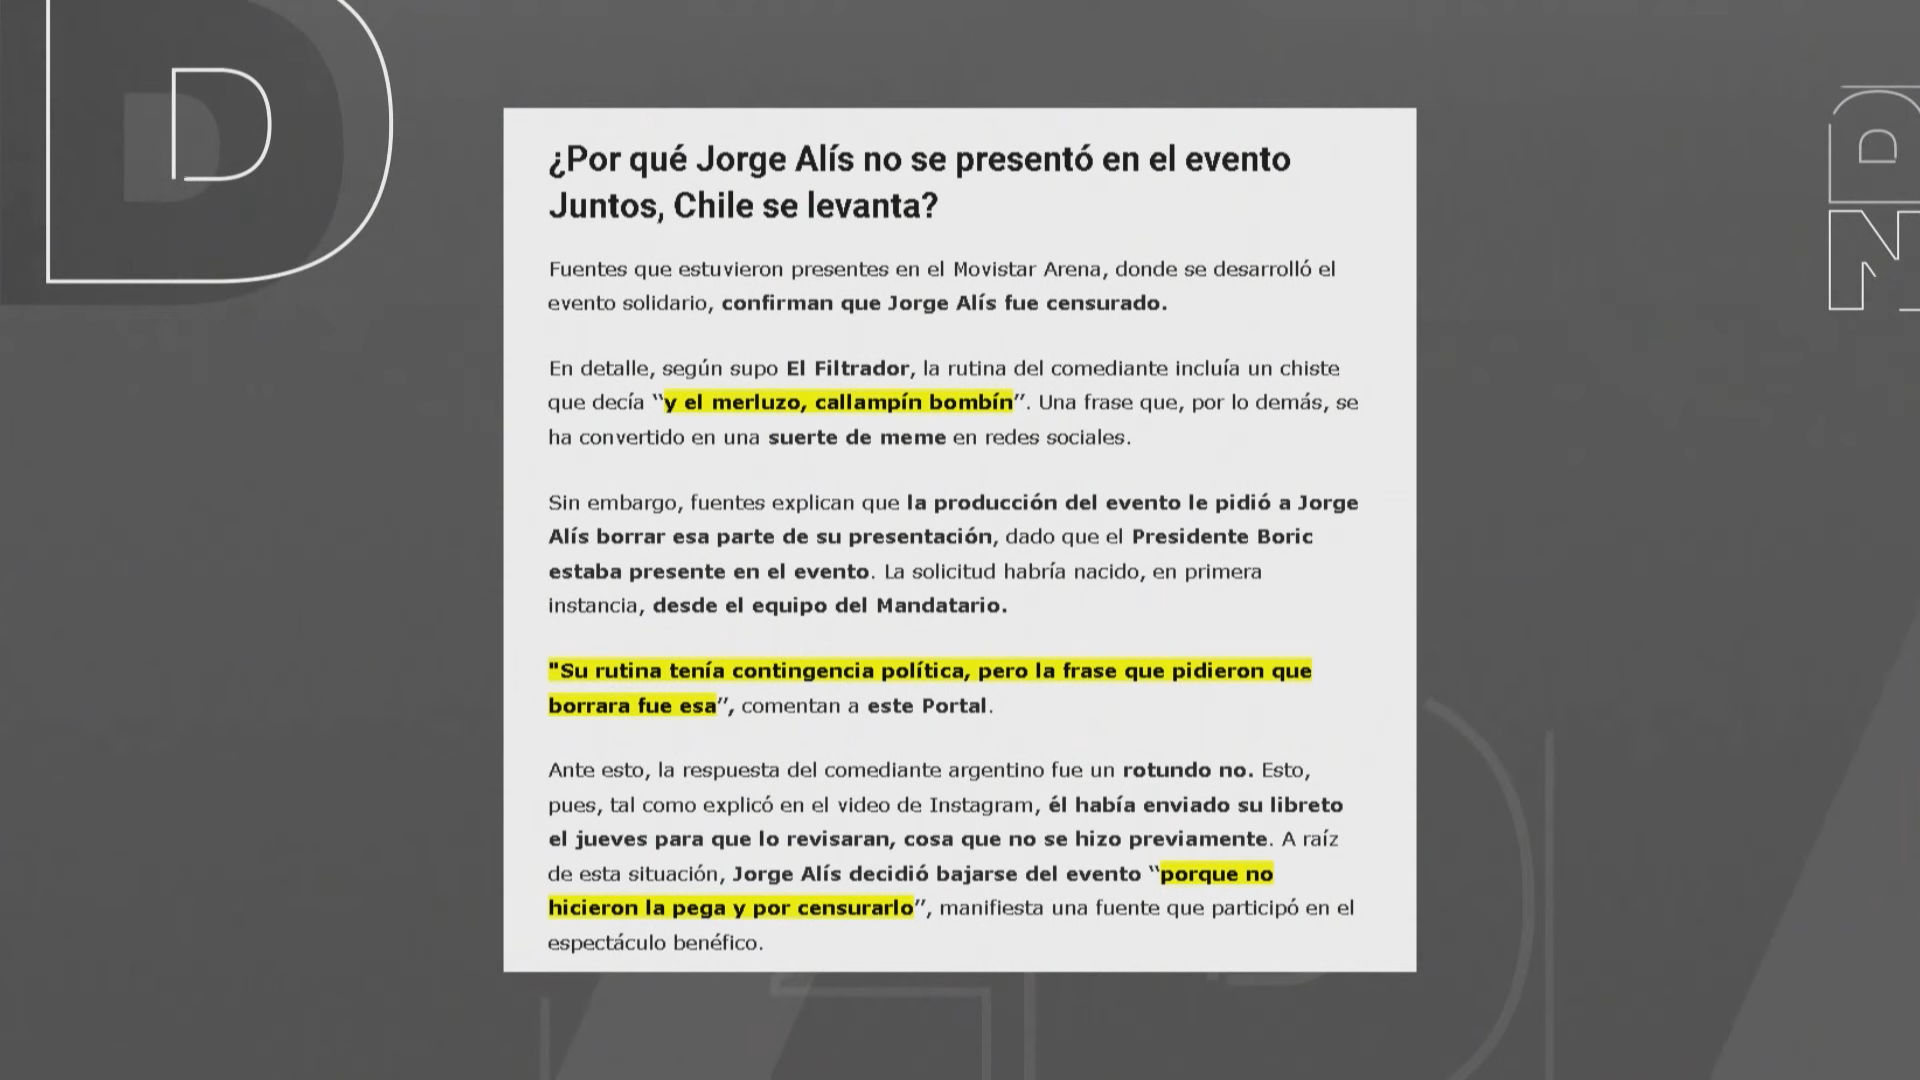 ¿Por qué Jorge Alís no se presentó en el evento
Juntos, Chile se levanta?
Fuentes que estuvieron presentes en el Movistar Arena, donde se desarrolló el
evento solidario, confirman que Jorge Alís fue censurado.
En detalle, según supo El Filtrador, la rutina del comediante incluía un chiste
que decía “y el merluzo, callampín bombín”. Una frase que, por lo demás, se
ha convertido en una suerte de meme en redes sociales.
Sin embargo, fuentes explican que la producción del evento le pidió a Jorge
Alís borrar esa parte de su presentación, dado que el Presidente Boric
estaba presente en el evento. La solicitud habría nacido, en primera
instancia, desde el equipo del Mandatario.
"Su rutina tenía contingencia política, pero la frase que pidieron que
borrara fue esa”, comentan a este Portal.
Ante esto, la respuesta del comediante argentino fue un rotundo no. Esto,
pues, tal como explicó en el video de Instagram, él había enviado su libreto
el jueves para que lo revisaran, cosa que no se hizo previamente. A raíz
de esta situación, Jorge Alís decidió bajarse del evento “porque no
hicieron la pega y por censurarlo”, manifiesta una fuente que participó en el
espectáculo benéfico.
D
D